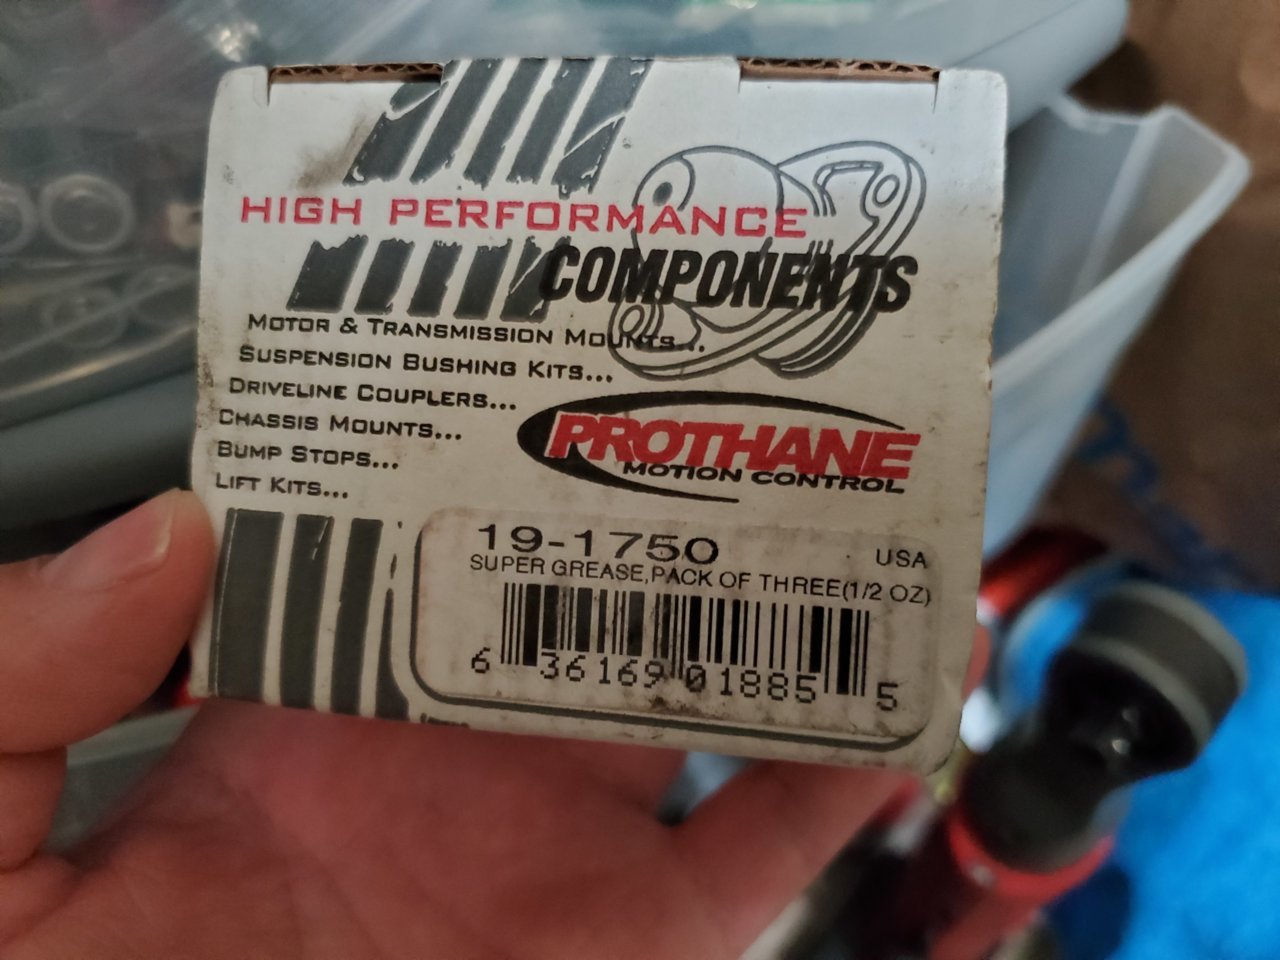 HIGH PERFORMANCE
COMPONENTS
MOTOR & TRANSMISSION MOUNTS...
SUSPENSION BUSHING KITS...
DRIVELINE COUPLERS...
CHASSIS MOUNTS...
BUMP STOPS...
LIFT KITS...
PROTHANE
MOTION CONTROL
19-1750
USA
SUPER GREASE,PACK OF THREE(1/2 OZ)
6 36169 01885 5